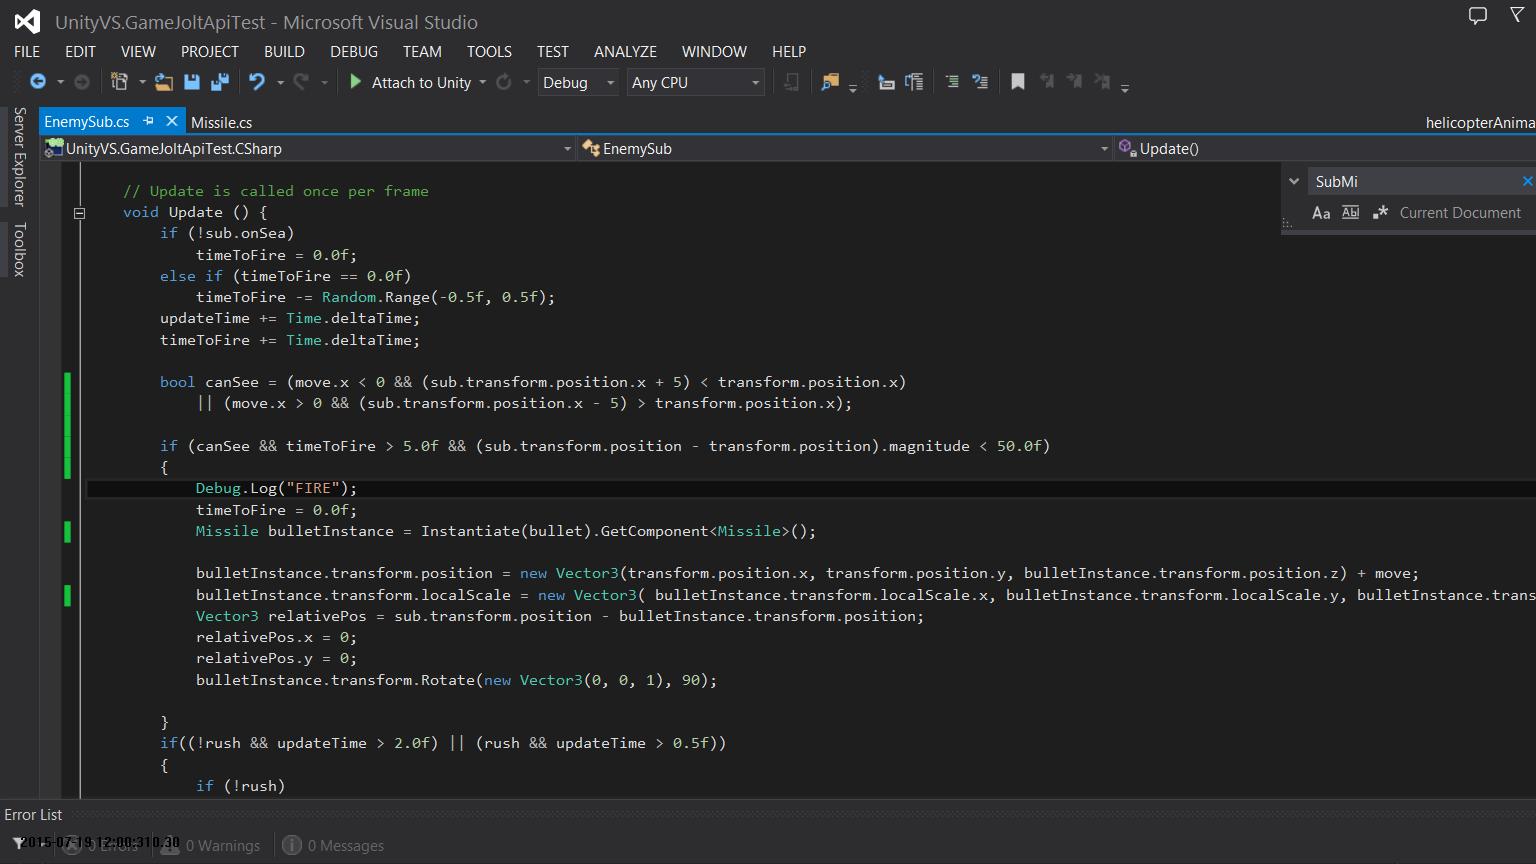 UnityVS.GameJoltApiTest - Microsoft Visual Studio
FILE EDIT VIEW PROJECT BUILD DEBUG TEAM TOOLS TEST ANALYZE WINDOW HELP
Attach to Unity Debug Any CPU
Server Explorer
Toolbox
EnemySub.cs Missile.cs helicopterAnima
UnityVS.GameJoltApiTest.CSharp EnemySub Update()
SubMi
Aa Abl .* Current Document
// Update is called once per frame
void Update () {
if (!sub.onSea)
timeToFire = 0.0f;
else if (timeToFire == 0.0f)
timeToFire -= Random.Range(-0.5f, 0.5f);
updateTime += Time.deltaTime;
timeToFire += Time.deltaTime;
bool canSee = (move.x < 0 && (sub.transform.position.x + 5) < transform.position.x)
|| (move.x > 0 && (sub.transform.position.x - 5) > transform.position.x);
if (canSee && timeToFire > 5.0f && (sub.transform.position - transform.position).magnitude < 50.0f)
{
Debug.Log("FIRE");
timeToFire = 0.0f;
Missile bulletInstance = Instantiate(bullet).GetComponent<Missile>();
bulletInstance.transform.position = new Vector3(transform.position.x, transform.position.y, bulletInstance.transform.position.z) + move;
bulletInstance.transform.localScale = new Vector3( bulletInstance.transform.localScale.x, bulletInstance.transform.localScale.y, bulletInstance.trans
Vector3 relativePos = sub.transform.position - bulletInstance.transform.position;
relativePos.x = 0;
relativePos.y = 0;
bulletInstance.transform.Rotate(new Vector3(0, 0, 1), 90);
}
if((!rush && updateTime > 2.0f) || (rush && updateTime > 0.5f))
{
if (!rush)
Error List
0 Errors 0 Warnings 0 Messages